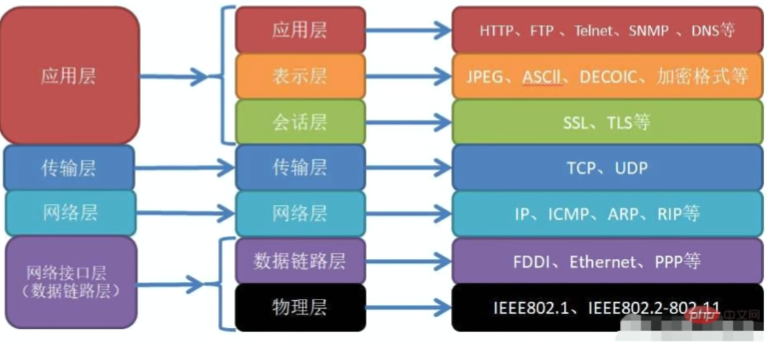 应用层
应用层
HTTP、FTP 、Telnet、SNMP 、DNS等
表示层
JPEG、ASCII、DECOIC、加密格式等
会话层
SSL、TLS等
传输层
传输层
TCP、UDP
网络层
网络层
IP、ICMP、ARP、RIP等
网络接口层
（数据链路层）
数据链路层
FDDI、Ethernet、PPP等
物理层
IEEE802.1、IEEE802.2-802.11
php 中文网